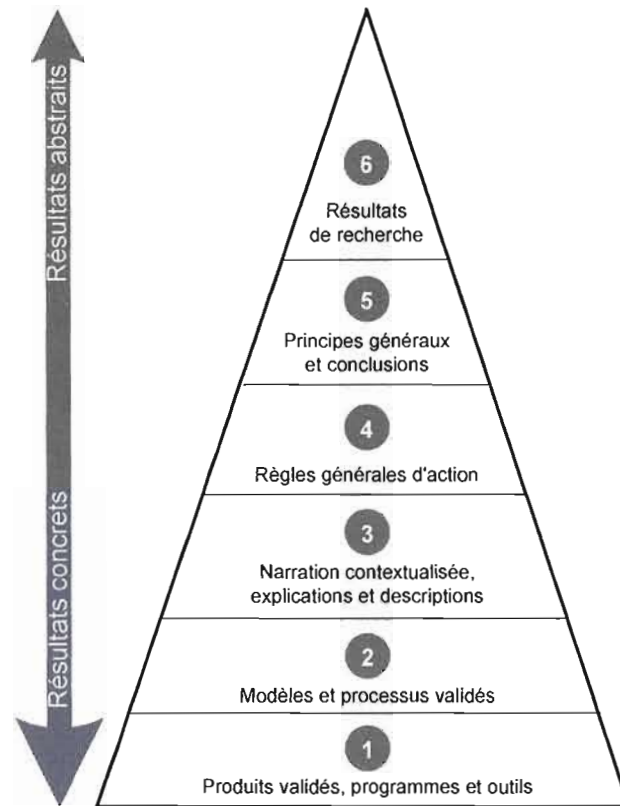 Résultats abstraits
Résultats concrets
6
Résultats
de recherche
5
Principes généraux
et conclusions
4
Règles générales d'action
3
Narration contextualisée,
explications et descriptions
2
Modèles et processus validés
1
Produits validés, programmes et outils